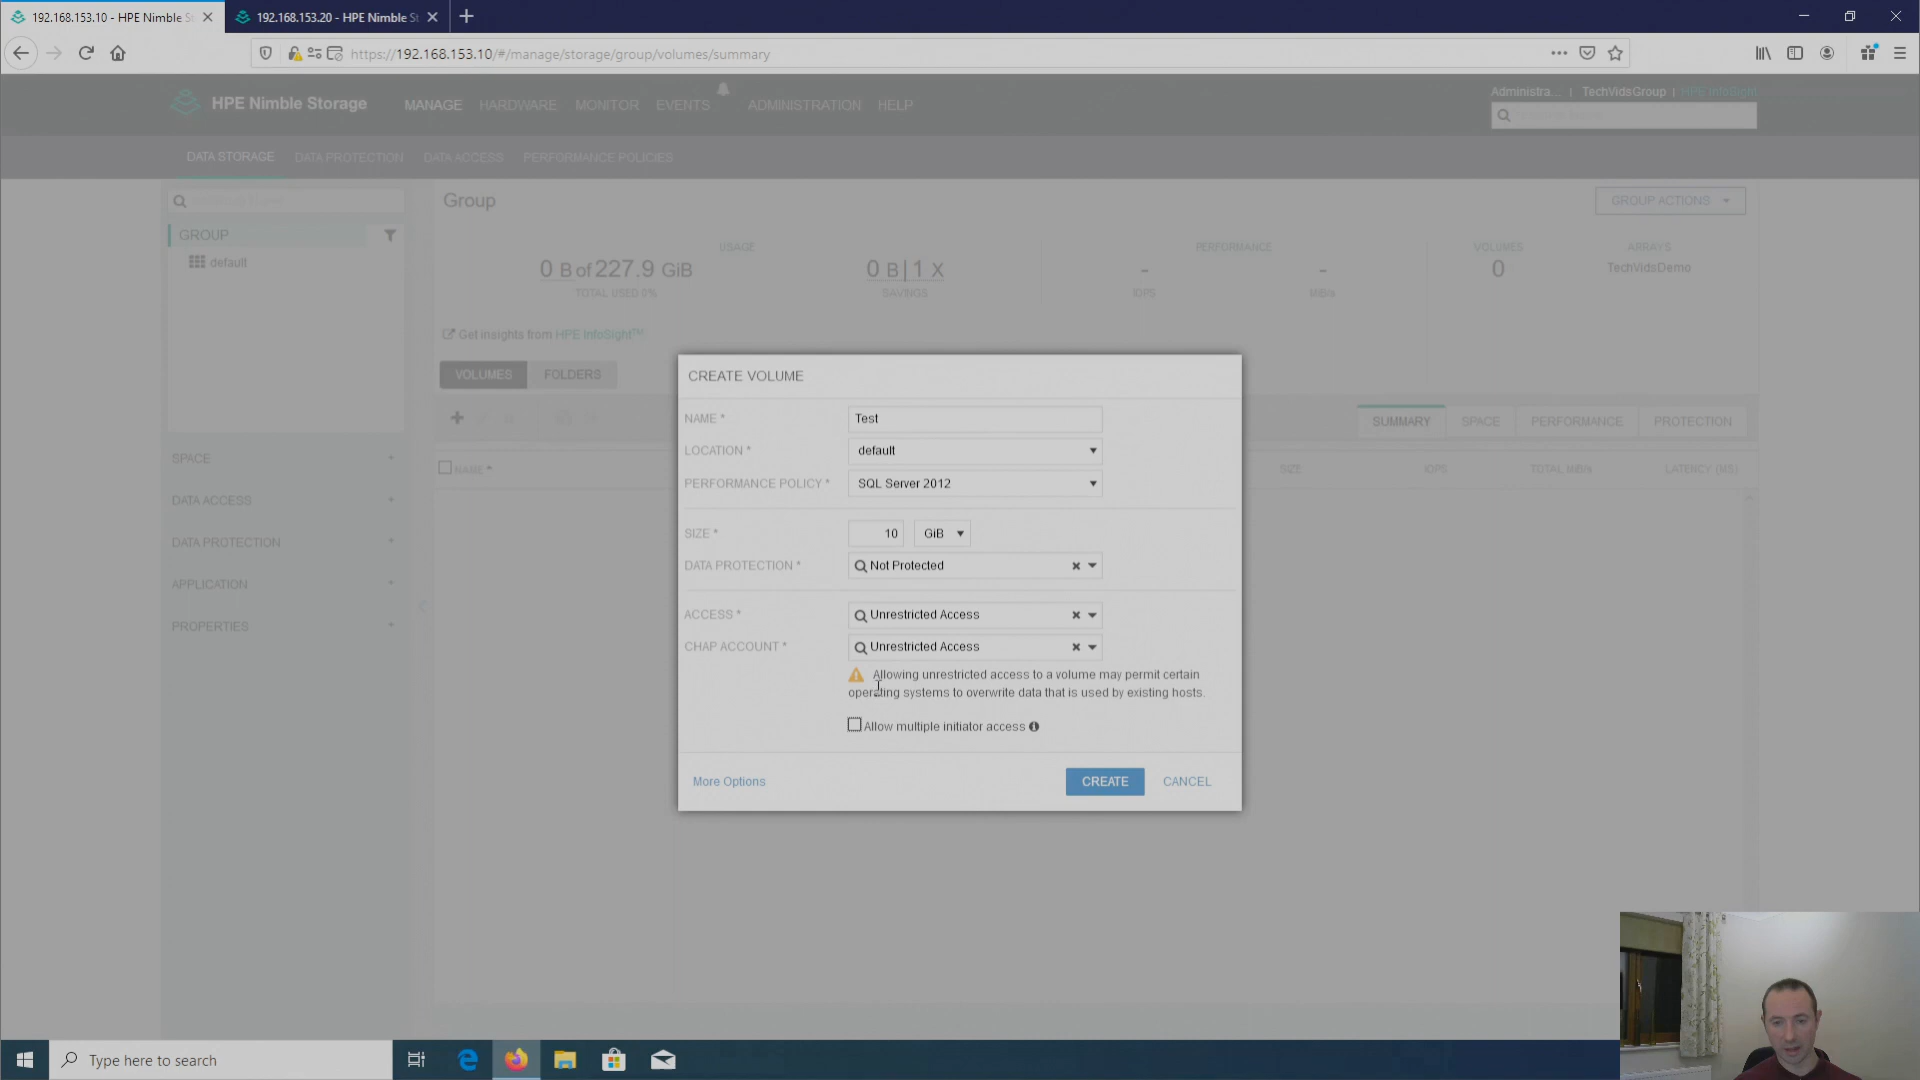 192.168.153.10 - HPE Nimble St
192.168.153.20 - HPE Nimble St
https://192.168.153.10/#/manage/storage/group/volumes/summary
HPE Nimble Storage
MANAGE HARDWARE MONITOR EVENTS ADMINISTRATION HELP
Administra... | TechVidsGroup | HPE InfoSight
DATA STORAGE DATA PROTECTION DATA ACCESS PERFORMANCE POLICIES
Group
GROUP ACTIONS
GROUP
default
USAGE
0 B of 227.9 GiB
TOTAL USED 0%
0 B | 1 X
SAVINGS
PERFORMANCE
- -
IOPS MiB/s
VOLUMES
0
ARRAYS
TechVidsDemo
Get insights from HPE InfoSight™
VOLUMES FOLDERS
SUMMARY SPACE PERFORMANCE PROTECTION
NAME SIZE IOPS TOTAL MiB/s LATENCY (MS)
SPACE +
DATA ACCESS +
DATA PROTECTION +
APPLICATION +
PROPERTIES +
CREATE VOLUME
NAME * Test
LOCATION * default
PERFORMANCE POLICY * SQL Server 2012
SIZE * 10 GiB
DATA PROTECTION * Not Protected
ACCESS * Unrestricted Access
CHAP ACCOUNT * Unrestricted Access
Allowing unrestricted access to a volume may permit certain
operating systems to overwrite data that is used by existing hosts.
Allow multiple initiator access
More Options CREATE CANCEL
Type here to search